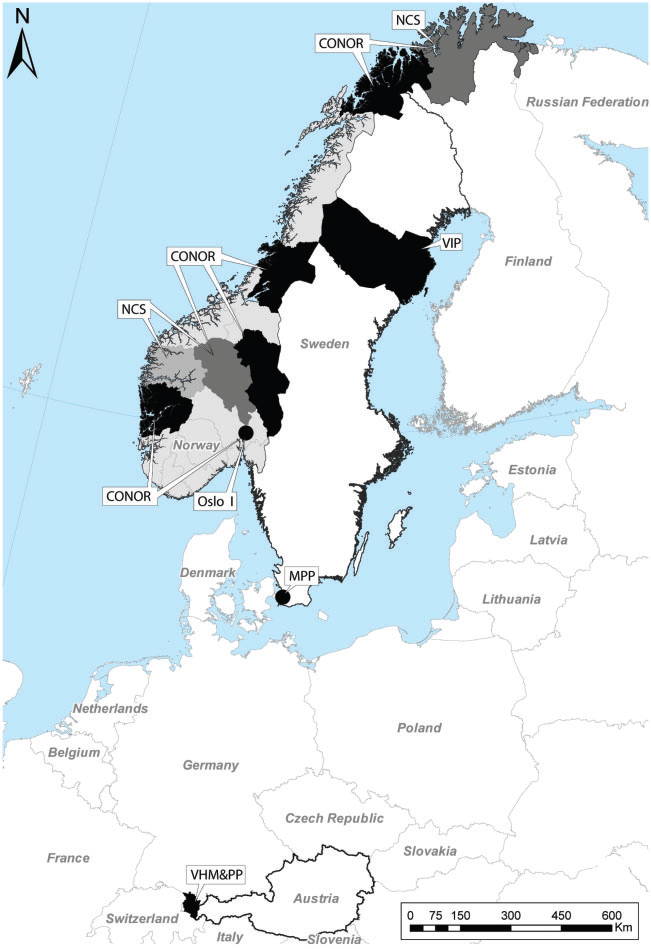 N
NCS
CONOR
Russian Federation
VIP
CONOR
Finland
NCS
Sweden
Norway
CONOR
Oslo I
Estonia
Latvia
Denmark
MPP
Lithuania
Netherlands
Poland
Belgium
Germany
Czech Republic
Slovakia
France
VHM&PP
Austria
Switzerland
Italy
Slovenia
0 75 150 300 450 600
Km